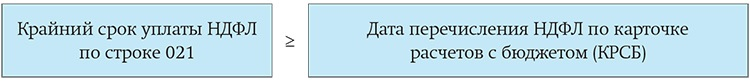 Крайний срок уплаты НДФЛ
по строке 021
≥
Дата перечисления НДФЛ по карточке
расчетов с бюджетом (КРСБ)